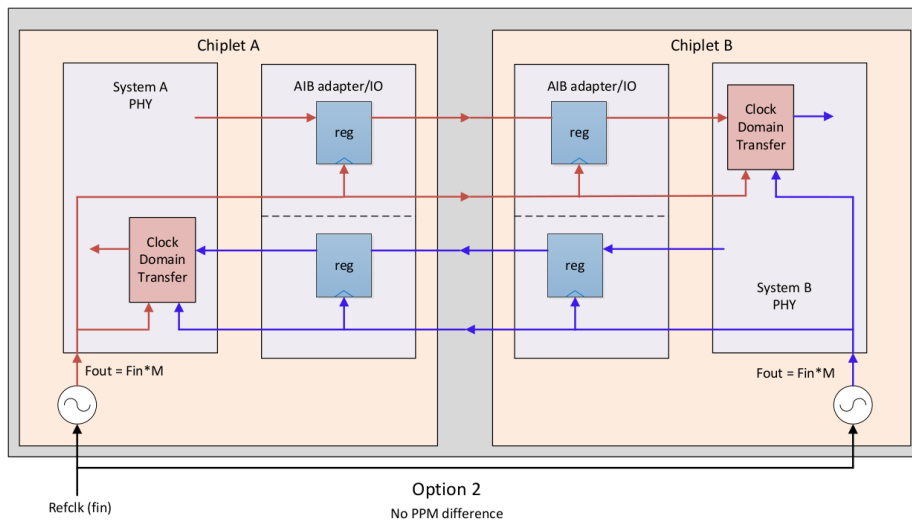 Chiplet A
Chiplet B
System A
PHY
AIB adapter/IO
AIB adapter/IO
reg
reg
Clock
Domain
Transfer
Clock
Domain
Transfer
reg
reg
System B
PHY
Fout = Fin*M
Fout = Fin*M
Refclk (fin)
Option 2
No PPM difference